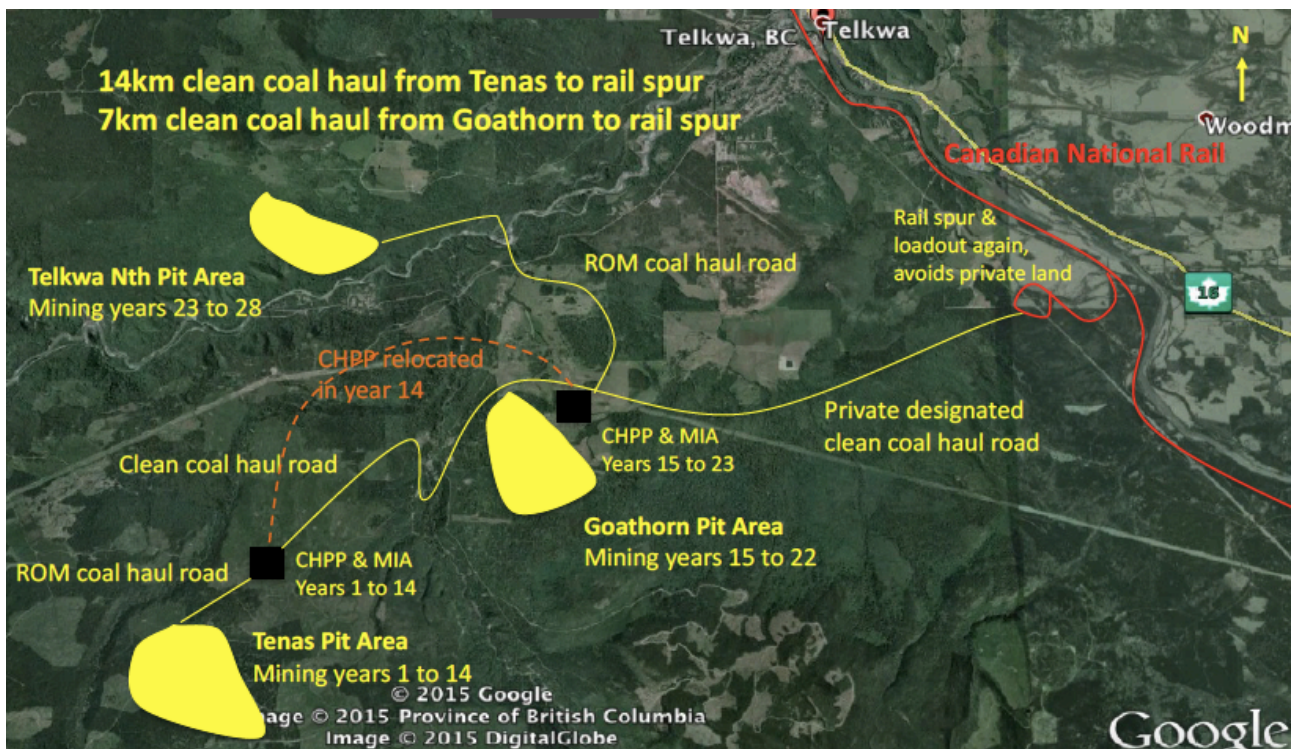 Telkwa, BC
Telkwa
N
14km clean coal haul from Tenas to rail spur
7km clean coal haul from Goathorn to rail spur
Woodm
Canadian National Rail
Rail spur &
loadout again,
avoids private land
ROM coal haul road
Telkwa Nth Pit Area
Mining years 23 to 28
16
CHPP relocated
in year 14
Private designated
clean coal haul road
CHPP & MIA
Years 15 to 23
Clean coal haul road
Goathorn Pit Area
Mining years 15 to 22
ROM coal haul road
CHPP & MIA
Years 1 to 14
Tenas Pit Area
Mining years 1 to 14
© 2015 Google
age © 2015 Province of British Columbia
Image © 2015 DigitalGlobe
Google